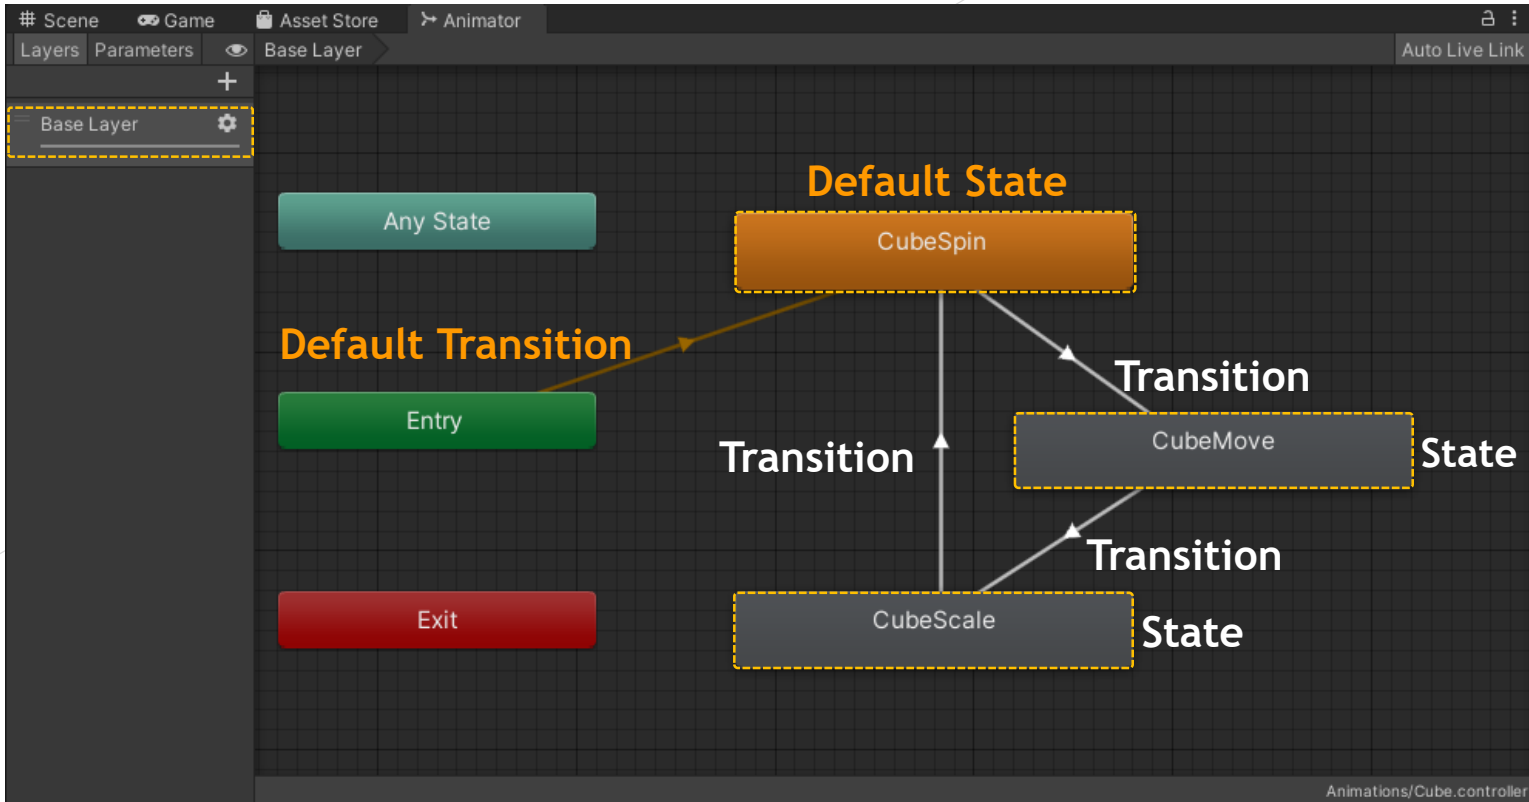 Scene Game Asset Store Animator
Layers Parameters Base Layer Auto Live Link
Base Layer
Default State
Any State
CubeSpin
Default Transition
Transition
Entry
CubeMove
Transition
State
Transition
Exit
CubeScale
State
Animations/Cube.controller